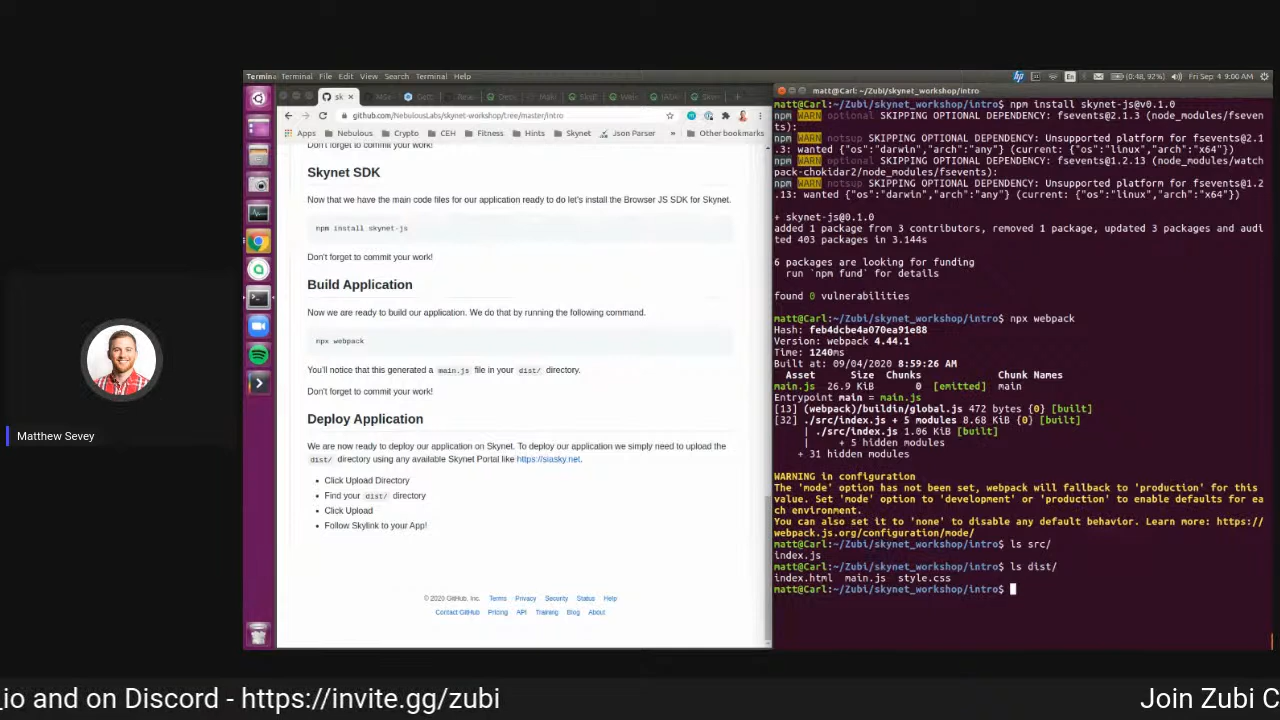 Termina Terminal File Edit View Search Terminal Help
En (0:48, 92%) Fri Sep 4 9:00 AM
sk
github.com/NebulousLabs/skynet-workshop/tree/master/intro
Apps Nebulous Crypto CEH Fitness Hints Skynet Json Parser » Other bookmarks
Don't forget to commit your work!
Skynet SDK
Now that we have the main code files for our application ready to do let's install the Browser JS SDK for Skynet.
npm install skynet-js
Don't forget to commit your work!
Build Application
Now we are ready to build our application. We do that by running the following command.
npx webpack
You'll notice that this generated a main.js file in your dist/ directory.
Don't forget to commit your work!
Deploy Application
We are now ready to deploy our application on Skynet. To deploy our application we simply need to upload the
dist/ directory using any available Skynet Portal like https://siasky.net.
Click Upload Directory
Find your dist/ directory
Click Upload
Follow Skylink to your App!
© 2020 GitHub, Inc. Terms Privacy Security Status Help
Contact GitHub Pricing API Training Blog About
matt@Carl: ~/Zubi/skynet_workshop/intro
matt@Carl:~/Zubi/skynet_workshop/intro$ npm install skynet-js@v0.1.0
npm WARN optional SKIPPING OPTIONAL DEPENDENCY: fsevents@2.1.3 (node_modules/fseven
ts):
npm WARN notsup SKIPPING OPTIONAL DEPENDENCY: Unsupported platform for fsevents@2.1
.3: wanted {"os":"darwin","arch":"any"} (current: {"os":"linux","arch":"x64"})
npm WARN optional SKIPPING OPTIONAL DEPENDENCY: fsevents@1.2.13 (node_modules/watch
pack-chokidar2/node_modules/fsevents):
npm WARN notsup SKIPPING OPTIONAL DEPENDENCY: Unsupported platform for fsevents@1.2
.13: wanted {"os":"darwin","arch":"any"} (current: {"os":"linux","arch":"x64"})
+ skynet-js@0.1.0
added 1 package from 3 contributors, removed 1 package, updated 3 packages and audi
ted 403 packages in 3.144s
6 packages are looking for funding
run `npm fund` for details
found 0 vulnerabilities
matt@Carl:~/Zubi/skynet_workshop/intro$ npx webpack
Hash: feb4dcbe4a070ea91e88
Version: webpack 4.44.1
Time: 1240ms
Built at: 09/04/2020 8:59:26 AM
Asset Size Chunks Chunk Names
main.js 26.9 KiB 0 [emitted] main
Entrypoint main = main.js
[13] (webpack)/buildin/global.js 472 bytes {0} [built]
[32] ./src/index.js + 5 modules 8.68 KiB {0} [built]
| ./src/index.js 1.06 KiB [built]
| + 5 hidden modules
+ 31 hidden modules
WARNING in configuration
The 'mode' option has not been set, webpack will fallback to 'production' for this
value. Set 'mode' option to 'development' or 'production' to enable defaults for ea
ch environment.
You can also set it to 'none' to disable any default behavior. Learn more: https://
webpack.js.org/configuration/mode/
matt@Carl:~/Zubi/skynet_workshop/intro$ ls src/
index.js
matt@Carl:~/Zubi/skynet_workshop/intro$ ls dist/
index.html main.js style.css
matt@Carl:~/Zubi/skynet_workshop/intro$
Matthew Sevey
_io and on Discord - https://invite.gg/zubi
Join Zubi C